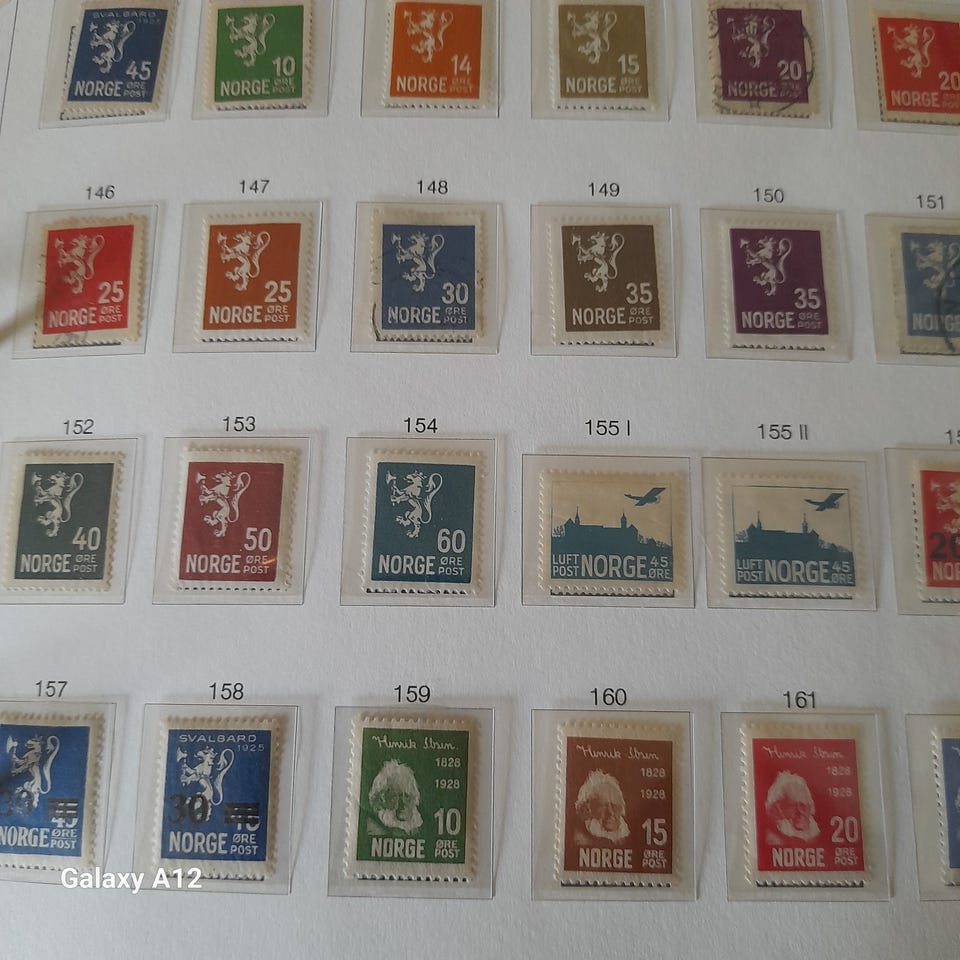 SVALBARD
1925
45
NORGE ØRE POST
10
NORGE ØRE POST
14
NORGE ØRE POST
15
NORGE ØRE POST
20
NORGE ØRE POST
20
NORGE
146 147 148 149 150 151
25
NORGE ØRE POST
25
NORGE ØRE POST
30
NORGE ØRE POST
35
NORGE ØRE POST
35
NORGE ØRE POST
152 153 154 155 I 155 II
40
NORGE ØRE POST
50
NORGE ØRE POST
60
NORGE ØRE POST
LUFT POST NORGE 45 ØRE
LUFT POST NORGE 45 ØRE
157 158 159 160 161
30 45
NORGE ØRE POST
SVALBARD
1925
30
NORGE ØRE POST
Henrik Ibsen.
1828
1928
10
NORGE ØRE POST
Henrik Ibsen
1828
1928
15
NORGE ØRE POST
Henrik Ibsen
1828
1928
20
NORGE ØRE POST
Galaxy A12